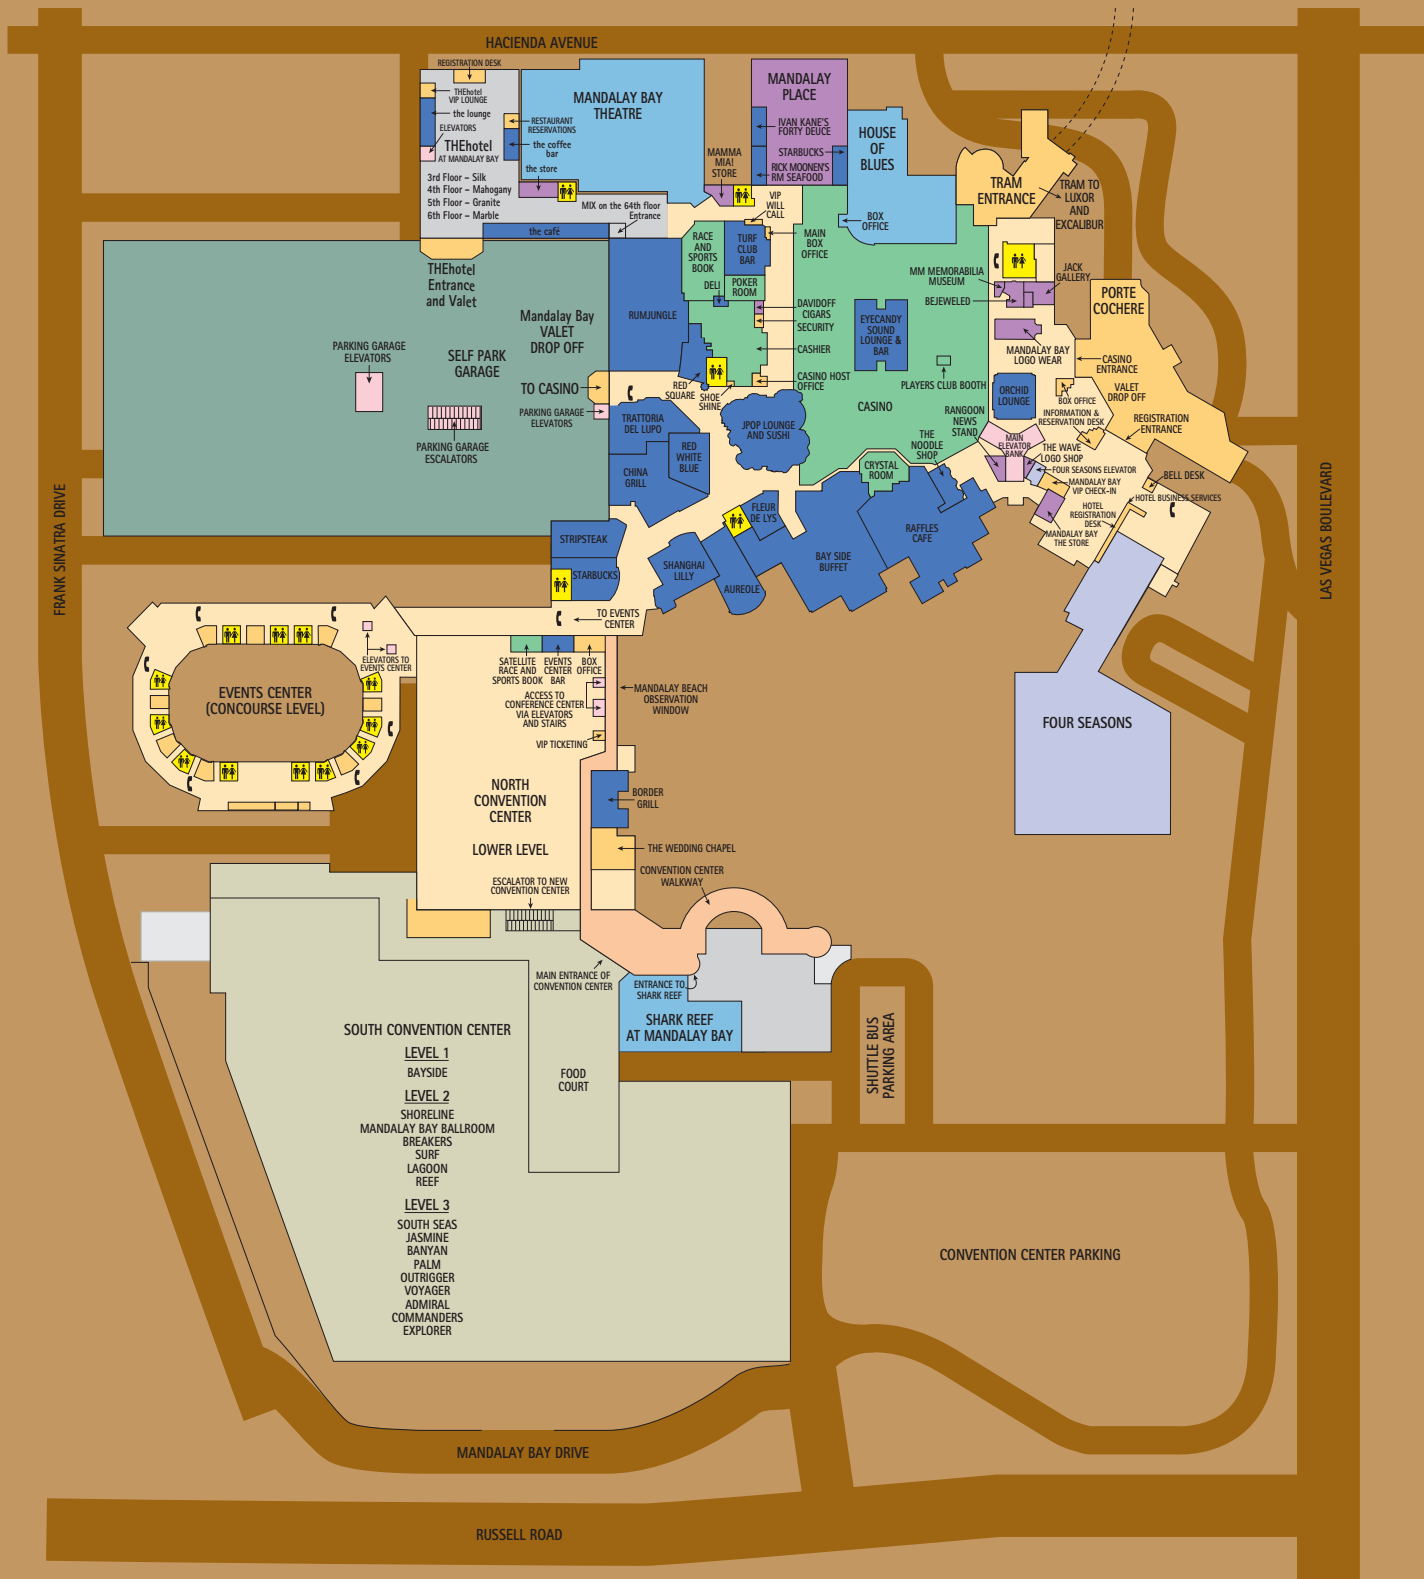 HACIENDA AVENUE
REGISTRATION DESK
THEhotel
VIP LOUNGE
the lounge
ELEVATORS
THEhotel
AT MANDALAY BAY
RESTAURANT
RESERVATIONS
the coffee
bar
the store
3rd Floor – Silk
4th Floor – Mahogany
5th Floor – Granite
6th Floor – Marble
MIX on the 64th floor
Entrance
the café
MANDALAY BAY
THEATRE
MANDALAY
PLACE
IVAN KANE'S
FORTY DEUCE
STARBUCKS
RICK MOONEN'S
RM SEAFOOD
MAMMA
MIA!
STORE
HOUSE
OF
BLUES
BOX
OFFICE
VIP
WILL
CALL
MAIN
BOX
OFFICE
TRAM
ENTRANCE
TRAM TO
LUXOR
AND
EXCALIBUR
RACE
AND
SPORTS
BOOK
TURF
CLUB
BAR
POKER
ROOM
DELI
DAVIDOFF
CIGARS
SECURITY
CASHIER
CASINO HOST
OFFICE
THEhotel
Entrance
and Valet
Mandalay Bay
VALET
DROP OFF
RUMJUNGLE
PARKING GARAGE
ELEVATORS
SELF PARK
GARAGE
TO CASINO
PARKING GARAGE
ELEVATORS
PARKING GARAGE
ESCALATORS
RED
SQUARE
SHOE
SHINE
EYECANDY
SOUND
LOUNGE &
BAR
PLAYERS CLUB BOOTH
CASINO
MM MEMORABILIA
MUSEUM
BEJEWELED
JACK
GALLERY
PORTE
COCHERE
MANDALAY BAY
LOGO WEAR
CASINO
ENTRANCE
ORCHID
LOUNGE
BOX OFFICE
VALET
DROP OFF
INFORMATION &
RESERVATION DESK
REGISTRATION
ENTRANCE
RANGOON
NEWS
STAND
MAIN
ELEVATOR
BANK
THE WAVE
LOGO SHOP
FOUR SEASONS ELEVATOR
MANDALAY BAY
VIP CHECK-IN
BELL DESK
HOTEL BUSINESS SERVICES
HOTEL
REGISTRATION
DESK
MANDALAY BAY
THE STORE
TRATTORIA
DEL LUPO
RED
WHITE
BLUE
CHINA
GRILL
JPOP LOUNGE
AND SUSHI
THE
NOODLE
SHOP
CRYSTAL
ROOM
RAFFLES
CAFE
BAY SIDE
BUFFET
FLEUR
DE LYS
AUREOLE
SHANGHAI
LILLY
STRIPSTEAK
STARBUCKS
TO EVENTS
CENTER
FRANK SINATRA DRIVE
LAS VEGAS BOULEVARD
FOUR SEASONS
ELEVATORS TO
EVENTS CENTER
EVENTS CENTER
(CONCOURSE LEVEL)
SATELLITE
RACE AND
SPORTS BOOK
EVENTS
CENTER
BAR
BOX
OFFICE
ACCESS TO
CONFERENCE CENTER
VIA ELEVATORS
AND STAIRS
VIP TICKETING
MANDALAY BEACH
OBSERVATION
WINDOW
NORTH
CONVENTION
CENTER
LOWER LEVEL
BORDER
GRILL
THE WEDDING CHAPEL
CONVENTION CENTER
WALKWAY
ESCALATOR TO NEW
CONVENTION CENTER
MAIN ENTRANCE OF
CONVENTION CENTER
ENTRANCE TO
SHARK REEF
SHARK REEF
AT MANDALAY BAY
SHUTTLE BUS
PARKING AREA
FOOD
COURT
SOUTH CONVENTION CENTER
LEVEL 1
BAYSIDE
LEVEL 2
SHORELINE
MANDALAY BAY BALLROOM
BREAKERS
SURF
LAGOON
REEF
LEVEL 3
SOUTH SEAS
JASMINE
BANYAN
PALM
OUTRIGGER
VOYAGER
ADMIRAL
COMMANDERS
EXPLORER
CONVENTION CENTER PARKING
MANDALAY BAY DRIVE
RUSSELL ROAD